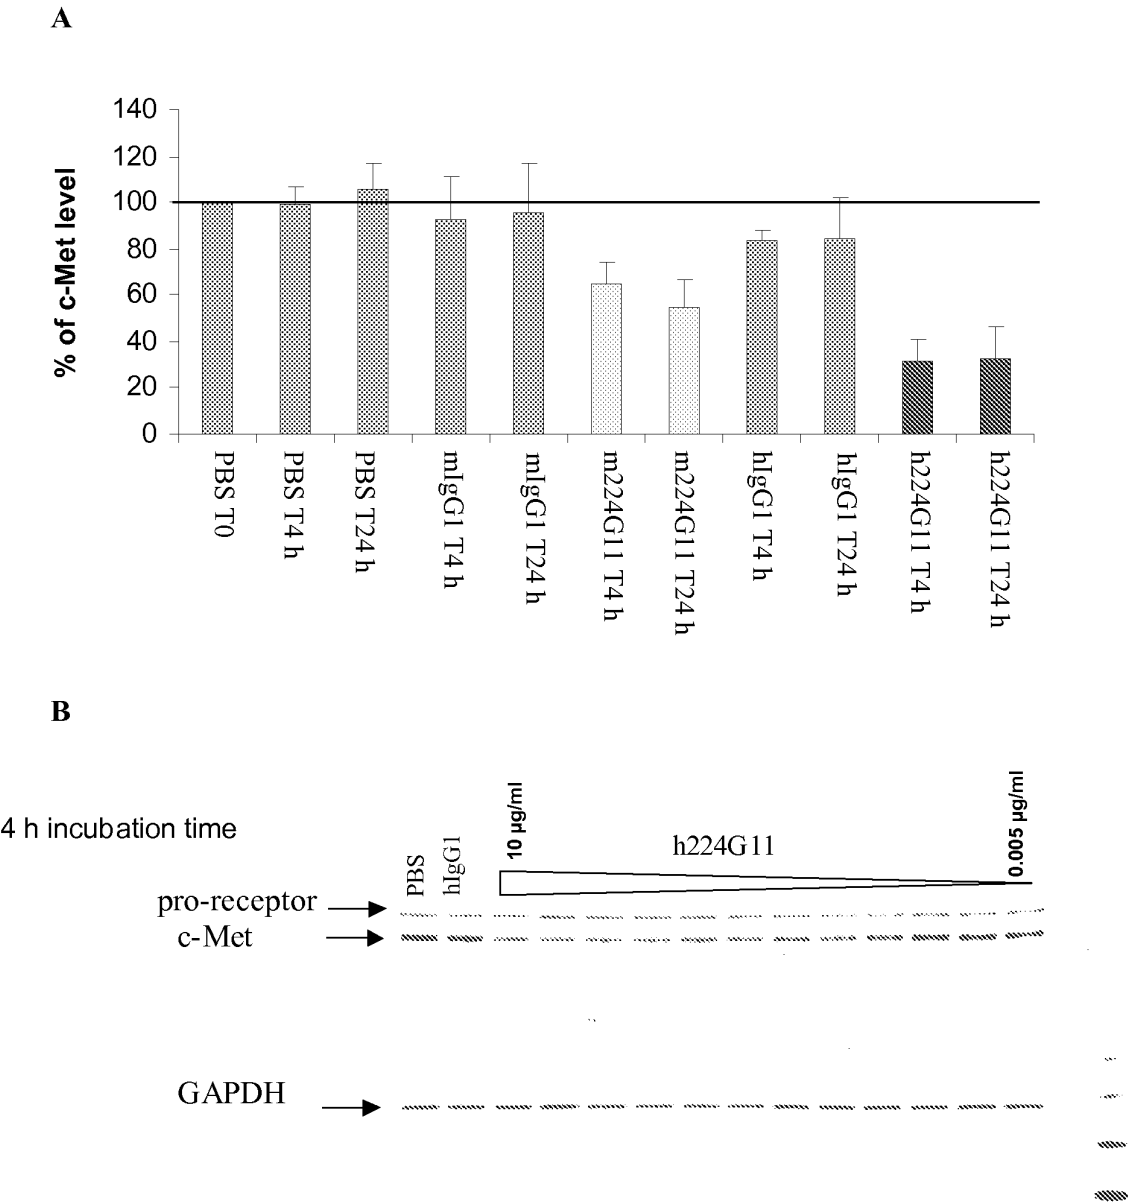 A
140
120
100
80
60
40
20
0
% of c-Met level
PBS T0
PBS T4 h
PBS T24 h
mIgG1 T4 h
mIgG1 T24 h
m224G11 T4 h
m224G11 T24 h
hIgG1 T4 h
hIgG1 T24 h
h224G11 T4 h
h224G11 T24 h
B
4 h incubation time
PBS
hIgG1
10 µg/ml
h224G11
0.005 µg/ml
pro-receptor
c-Met
GAPDH